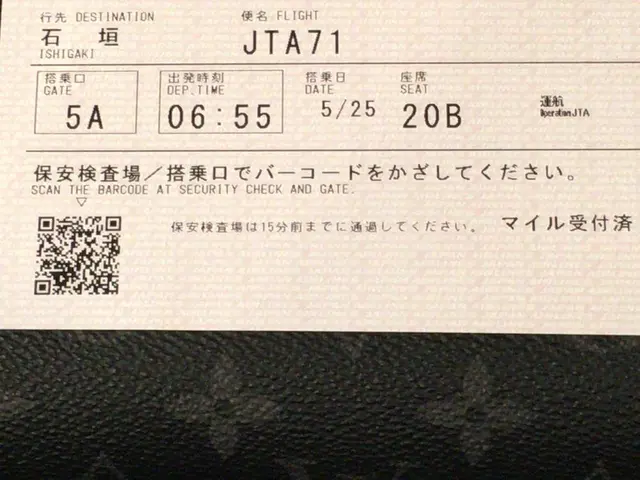 行先 DESTINATION 便名 FLIGHT
石垣 JTA71
ISHIGAKI
搭乗口 出発時刻 搭乗日 座席
GATE DEP.TIME DATE SEAT
5A 06:55 5/25 20B
運航
Operation JTA
保安検査場/搭乗口でバーコードをかざしてください。
SCAN THE BARCODE AT SECURITY CHECK AND GATE.
保安検査場は15分前までに通過してください。 マイル受付済